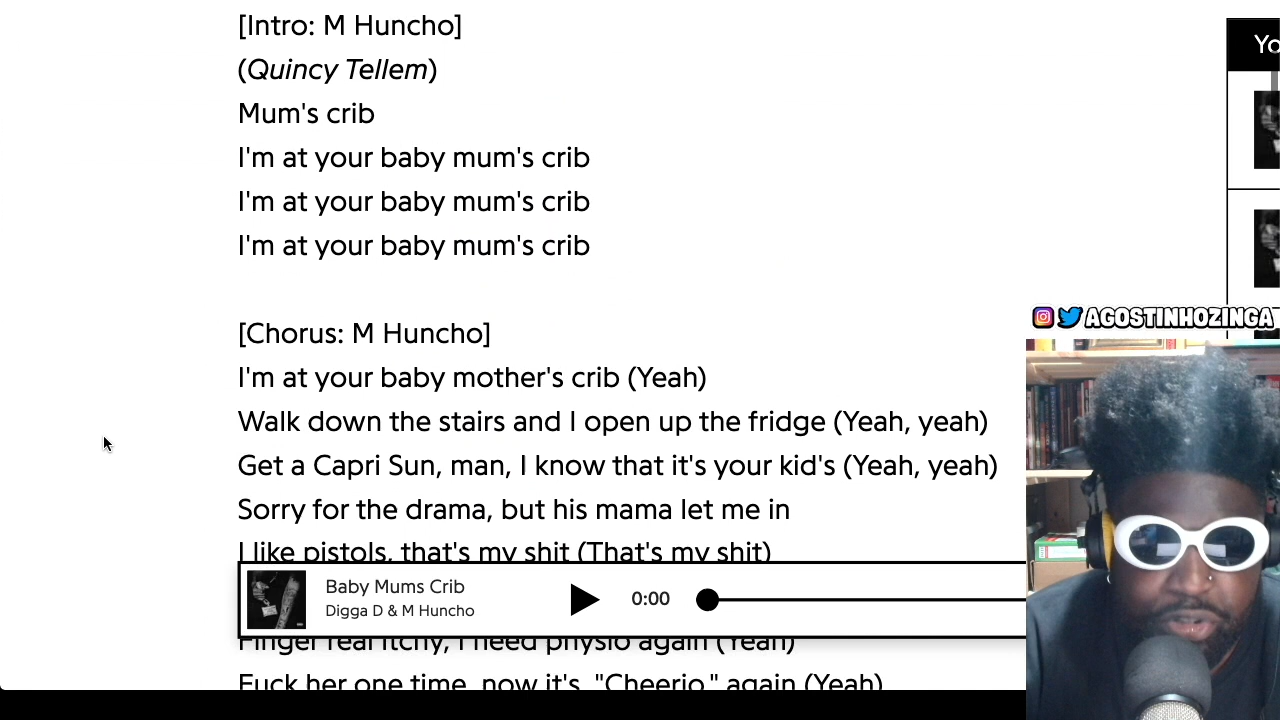 [Intro: M Huncho]
(Quincy Tellem)
Mum's crib
I'm at your baby mum's crib
I'm at your baby mum's crib
I'm at your baby mum's crib
[Chorus: M Huncho]
I'm at your baby mother's crib (Yeah)
Walk down the stairs and I open up the fridge (Yeah, yeah)
Get a Capri Sun, man, I know that it's your kid's (Yeah, yeah)
Sorry for the drama, but his mama let me in
I like pistols, that's my shit (That's my shit)
Baby Mums Crib
Digga D & M Huncho
0:00
Finger real itchy, I need physio again (Yeah)
Fuck her one time, now it's, "Cheerio," again (Yeah)
Yo
AGOSTINHOZINGA